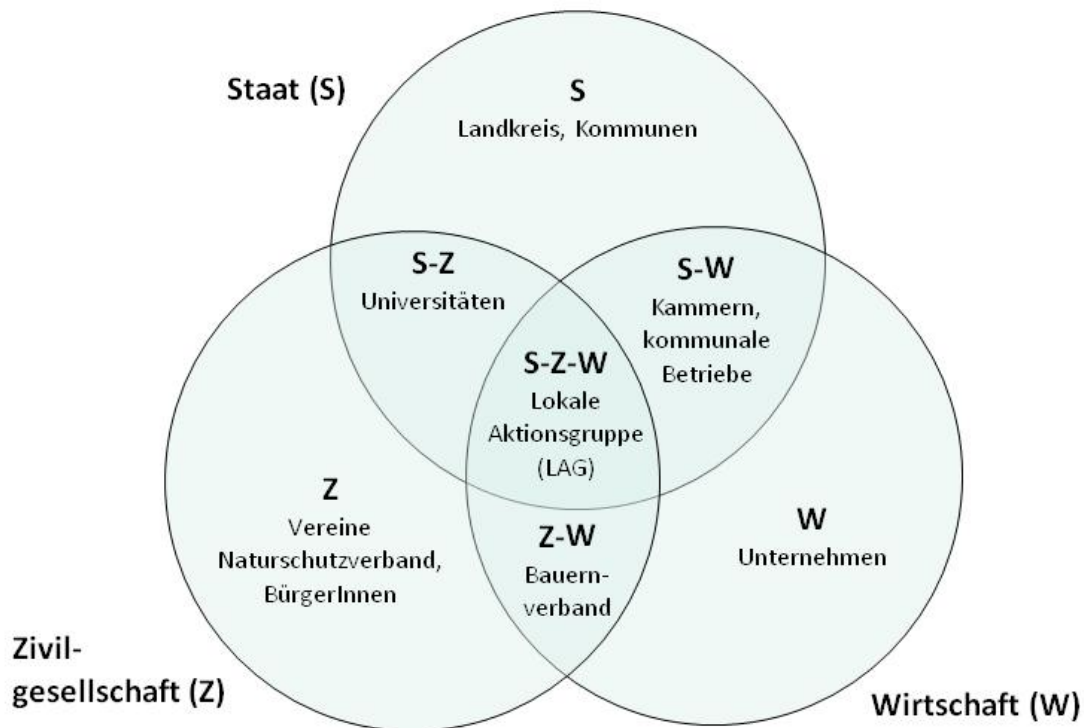 Staat (S)
S
Landkreis, Kommunen
S-Z
Universitäten
S-W
Kammern,
kommunale
Betriebe
S-Z-W
Lokale
Aktionsgruppe
(LAG)
Z
Vereine
Naturschutzverband,
BürgerInnen
Z-W
Bauern-
verband
W
Unternehmen
Zivil-
gesellschaft (Z)
Wirtschaft (W)